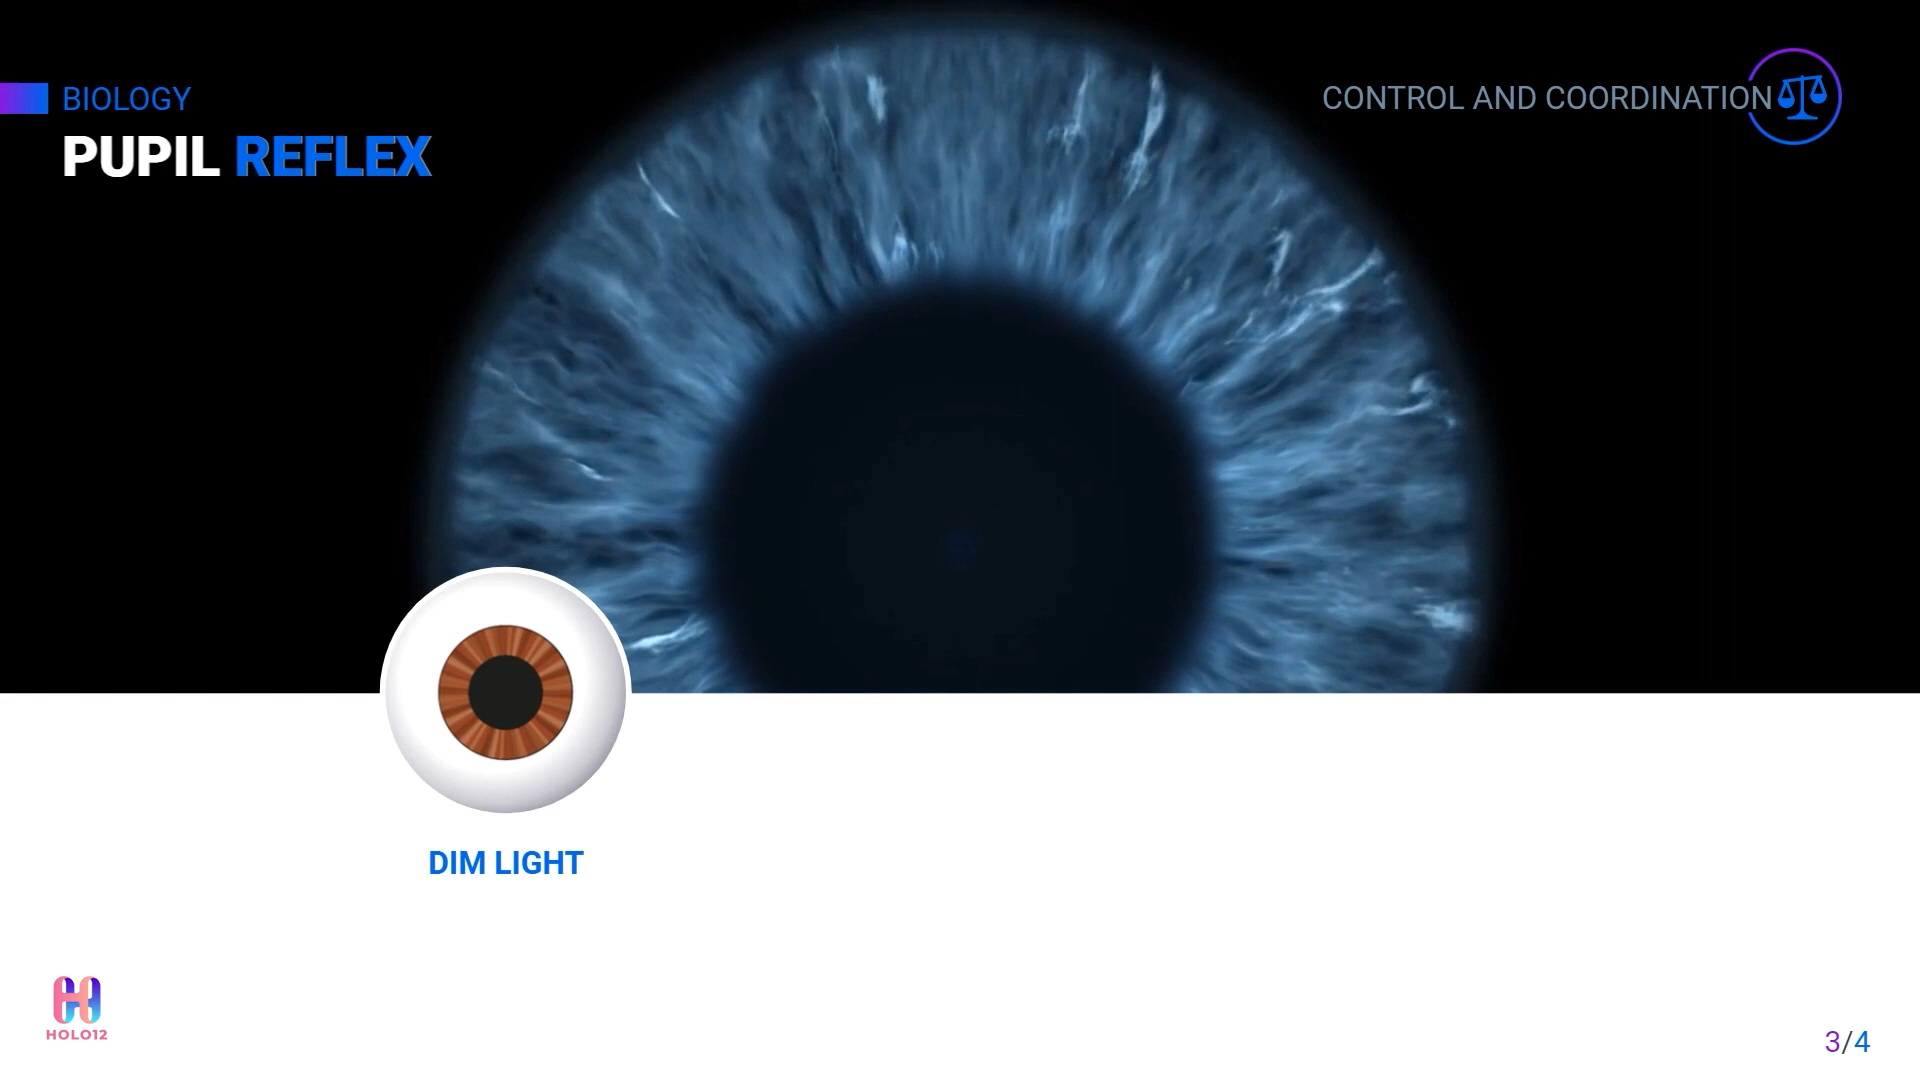 BIOLOGY
PUPIL REFLEX
CONTROL AND COORDINATION
DIM LIGHT
HOLO12
3/4